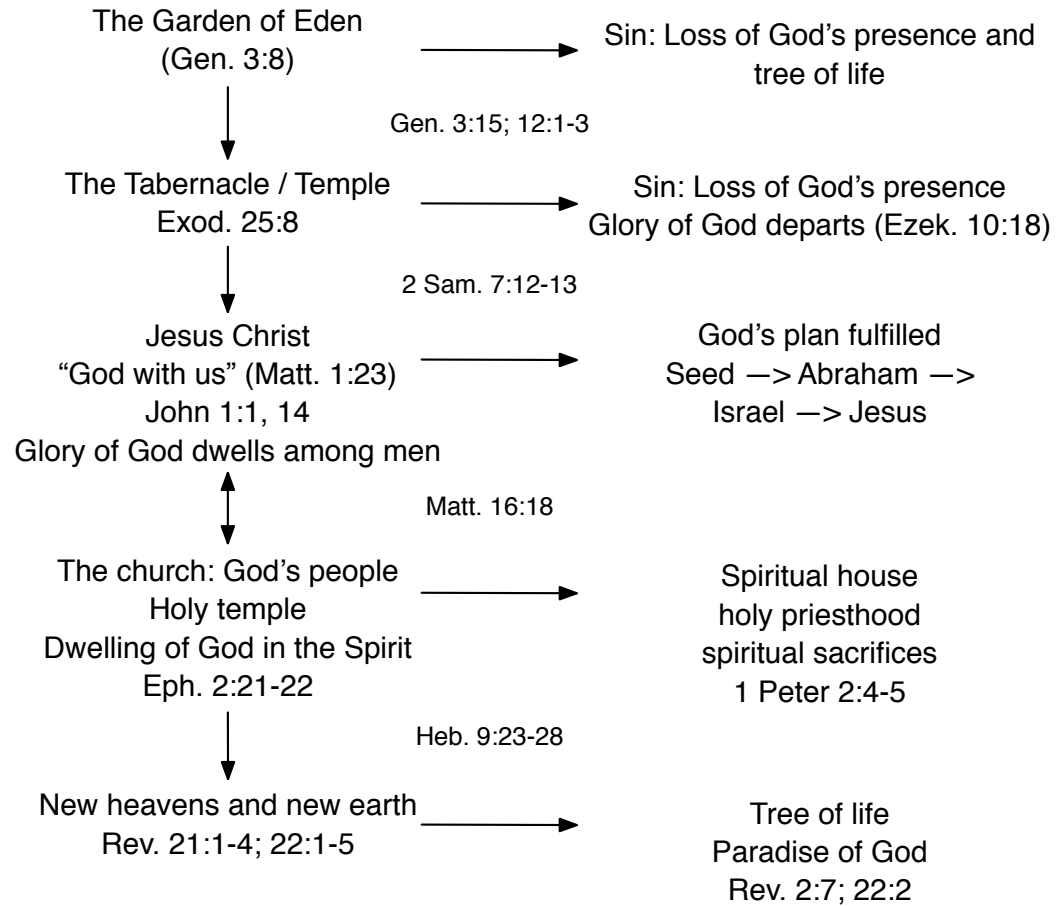 The Garden of Eden
(Gen. 3:8)
Sin: Loss of God’s presence and
tree of life
Gen. 3:15; 12:1-3
The Tabernacle / Temple
Exod. 25:8
Sin: Loss of God’s presence
Glory of God departs (Ezek. 10:18)
2 Sam. 7:12-13
Jesus Christ
“God with us” (Matt. 1:23)
John 1:1, 14
Glory of God dwells among men
God’s plan fulfilled
Seed —> Abraham —>
Israel —> Jesus
Matt. 16:18
The church: God’s people
Holy temple
Dwelling of God in the Spirit
Eph. 2:21-22
Spiritual house
holy priesthood
spiritual sacrifices
1 Peter 2:4-5
Heb. 9:23-28
New heavens and new earth
Rev. 21:1-4; 22:1-5
Tree of life
Paradise of God
Rev. 2:7; 22:2